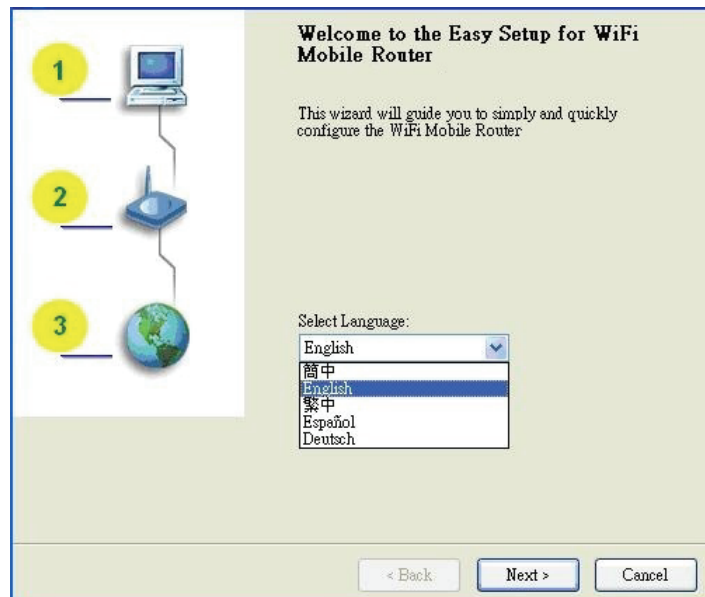 Welcome to the Easy Setup for WiFi
Mobile Router
This wizard will guide you to simply and quickly
configure the WiFi Mobile Router
1
2
3
Select Language:
English
簡中
English
繁中
Español
Deutsch
< Back
Next >
Cancel